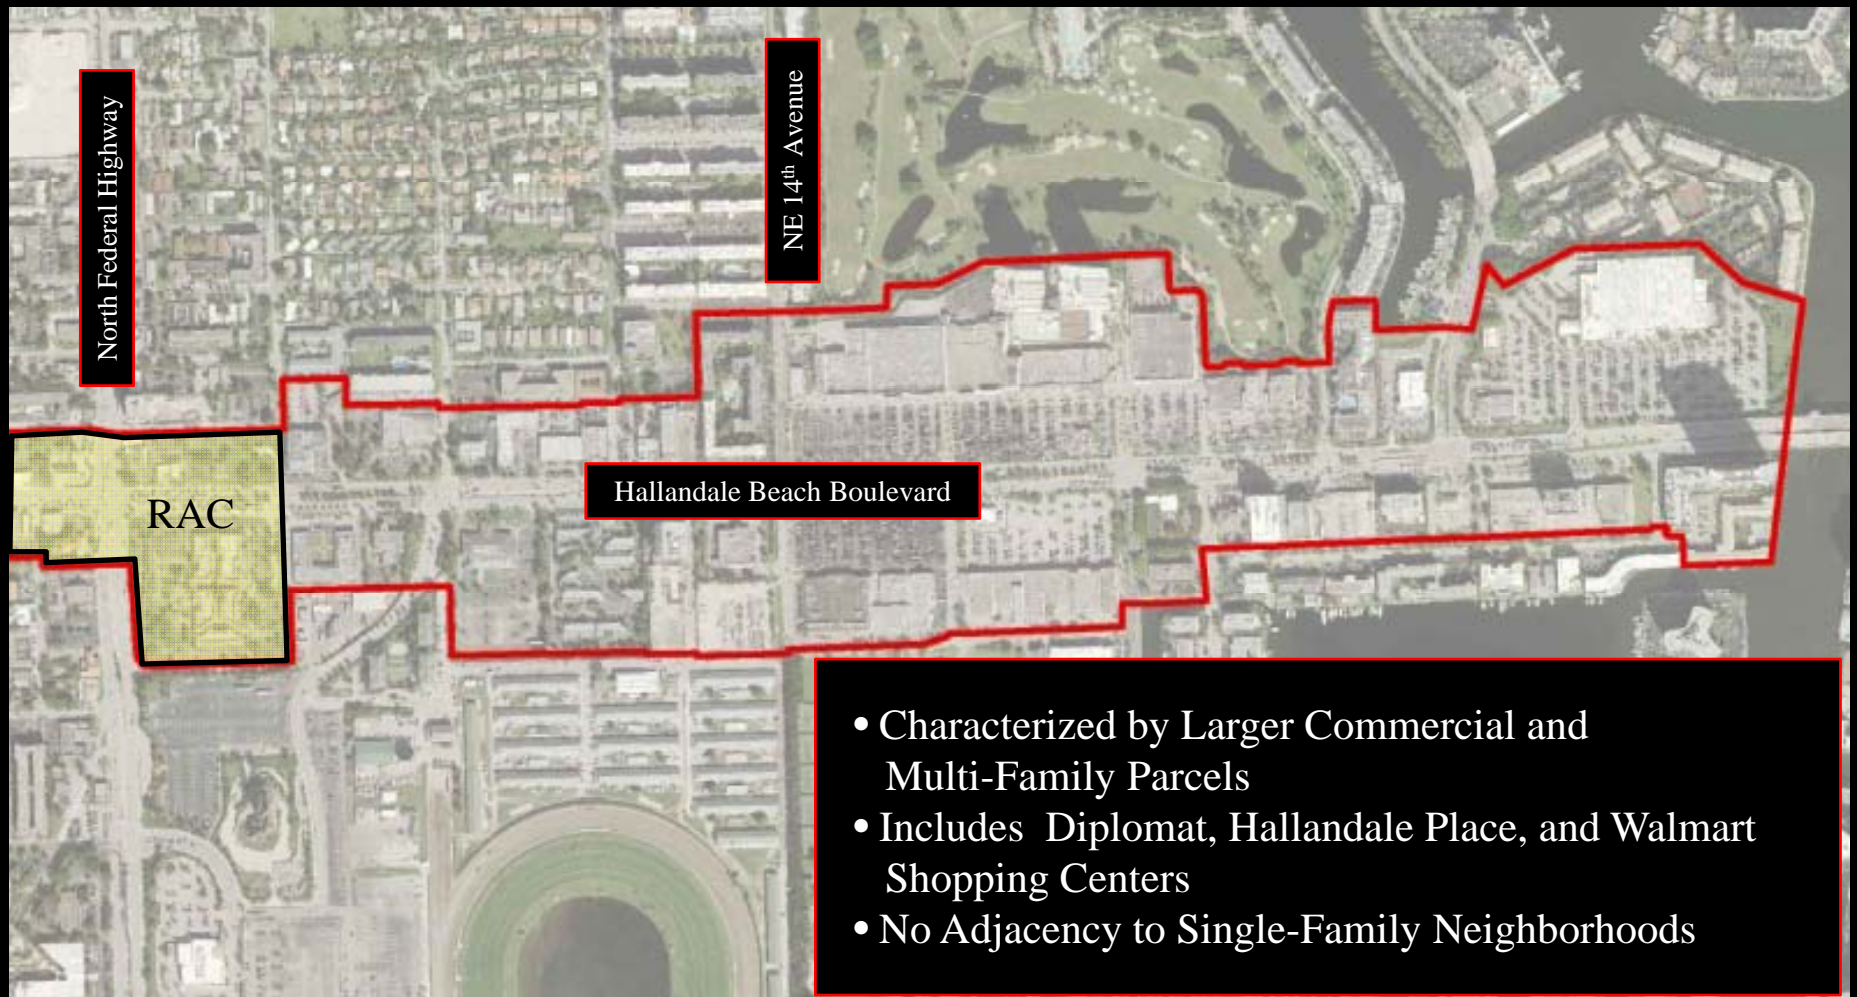 North Federal Highway
NE 14th Avenue
RAC
Hallandale Beach Boulevard
• Characterized by Larger Commercial and
Multi-Family Parcels
• Includes Diplomat, Hallandale Place, and Walmart
Shopping Centers
• No Adjacency to Single-Family Neighborhoods